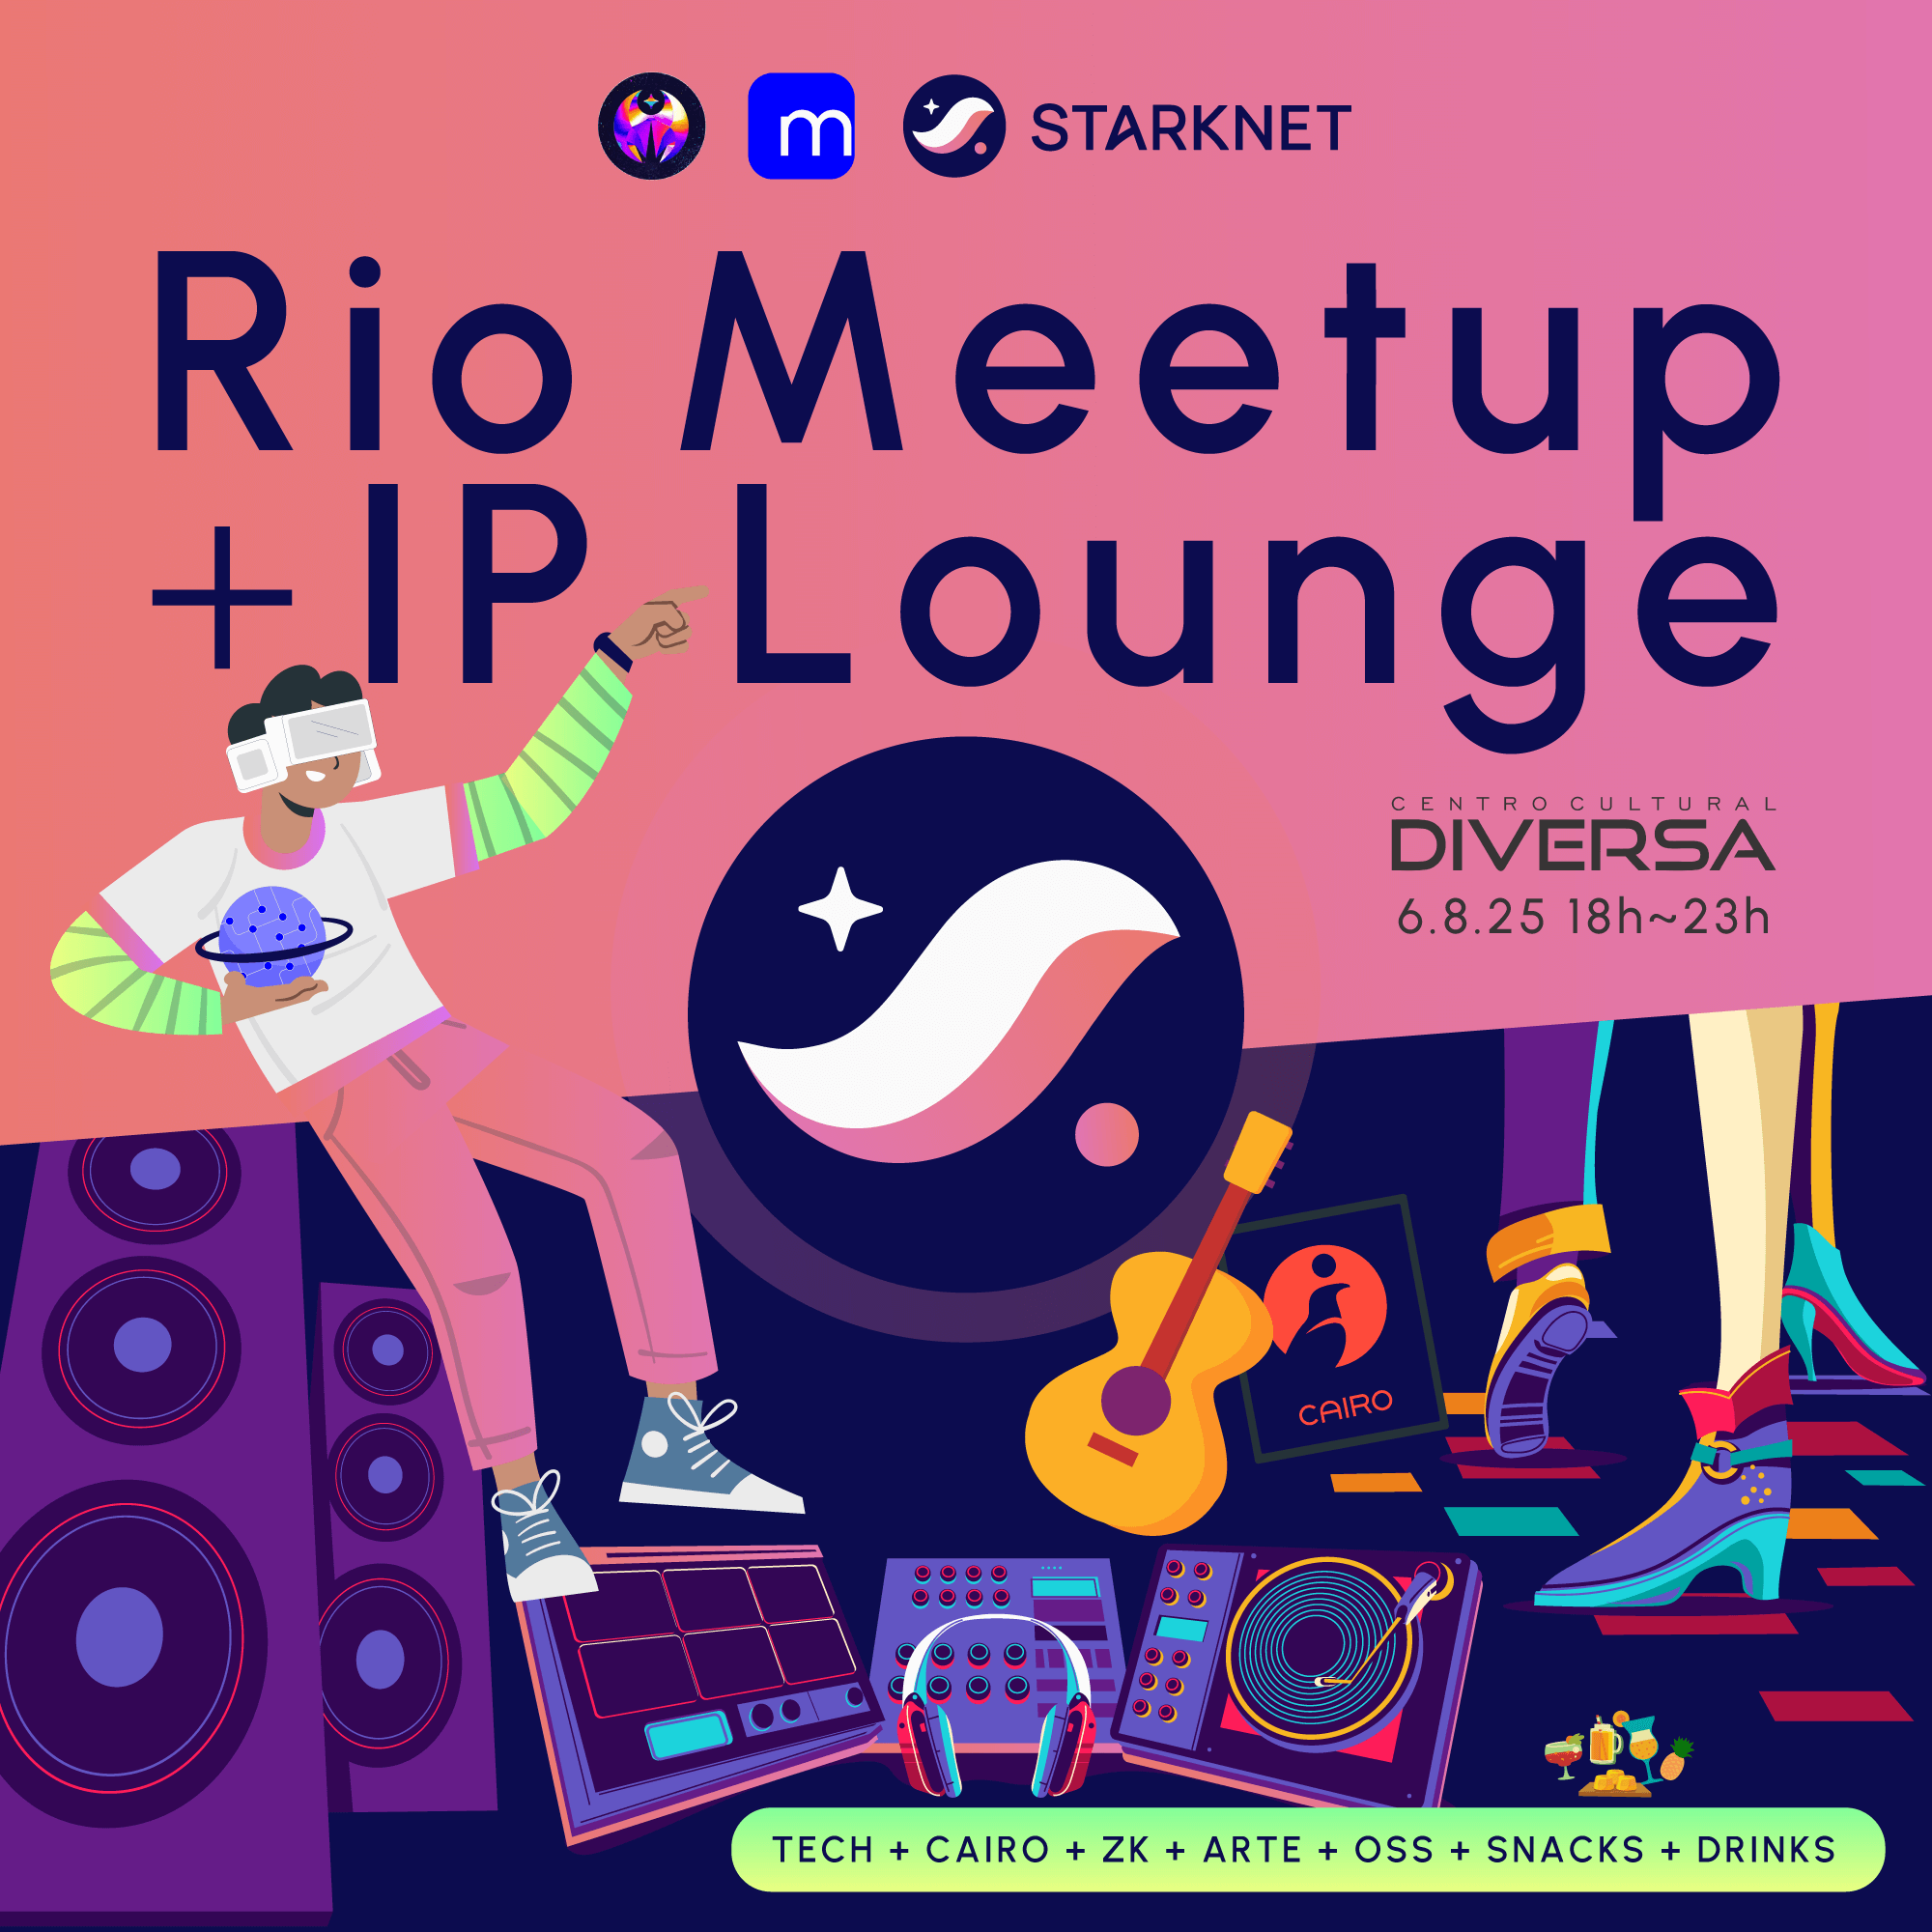 m
STARKNET
Rio Meetup
+ IP Lounge
CENTRO CULTURAL
DIVERSA
6.8.25 18h~23h
CAIRO
TECH + CAIRO + ZK + ARTE + OSS + SNACKS + DRINKS